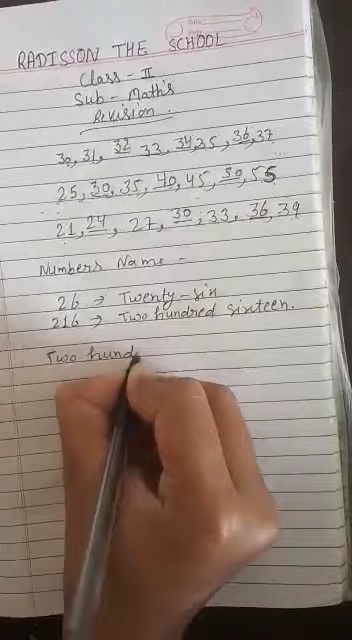 Date
RADISSON THE SCHOOL
Class - II
Sub - Math's
Revision.
30, 31, 32 33, 34, 35, 36, 37
25, 30, 35, 40, 45, 50, 55
21, 24, 27, 30, 33, 36, 39
Numbers Name -
26 → Twenty-six
216 → Two hundred sixteen.
Two hund